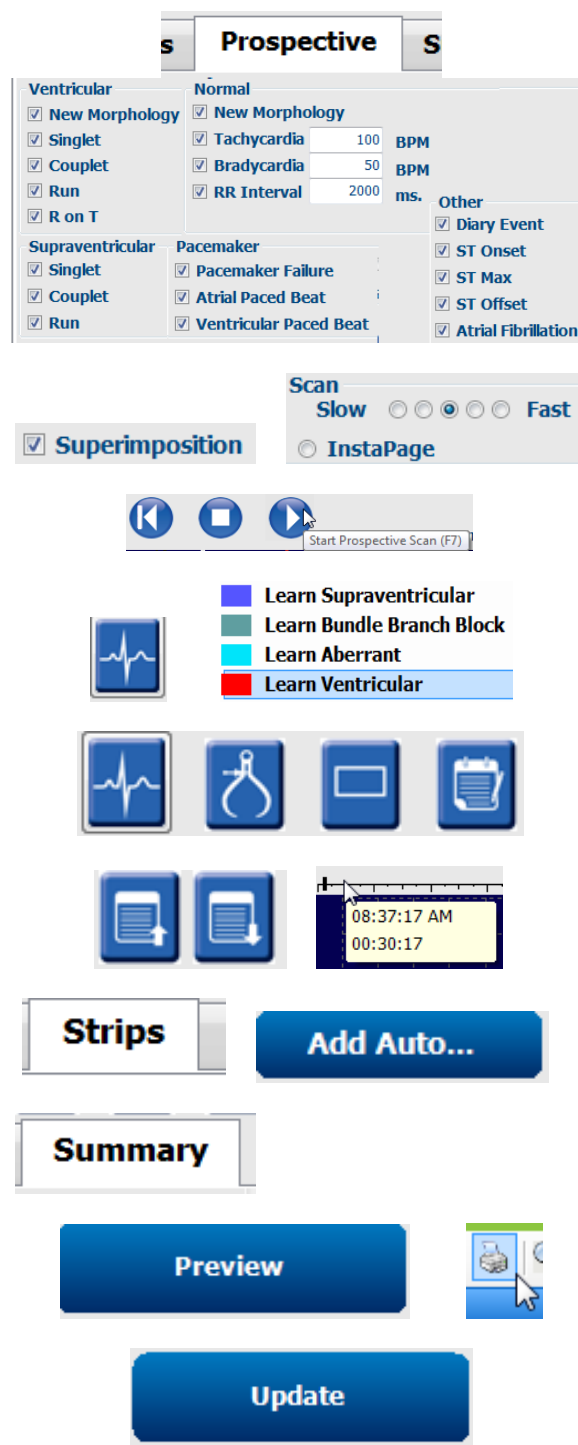 s Prospective S
Ventricular
New Morphology
Singlet
Couplet
Run
R on T
Normal
New Morphology
Tachycardia 100 BPM
Bradycardia 50 BPM
RR Interval 2000 ms.
Other
Diary Event
ST Onset
ST Max
ST Offset
Atrial Fibrillation
Supraventricular
Singlet
Couplet
Run
Pacemaker
Pacemaker Failure
Atrial Paced Beat
Ventricular Paced Beat
Superimposition
Scan
Slow Fast
InstaPage
Start Prospective Scan (F7)
Learn Supraventricular
Learn Bundle Branch Block
Learn Aberrant
Learn Ventricular
08:37:17 AM
00:30:17
Strips
Add Auto...
Summary
Preview
Update